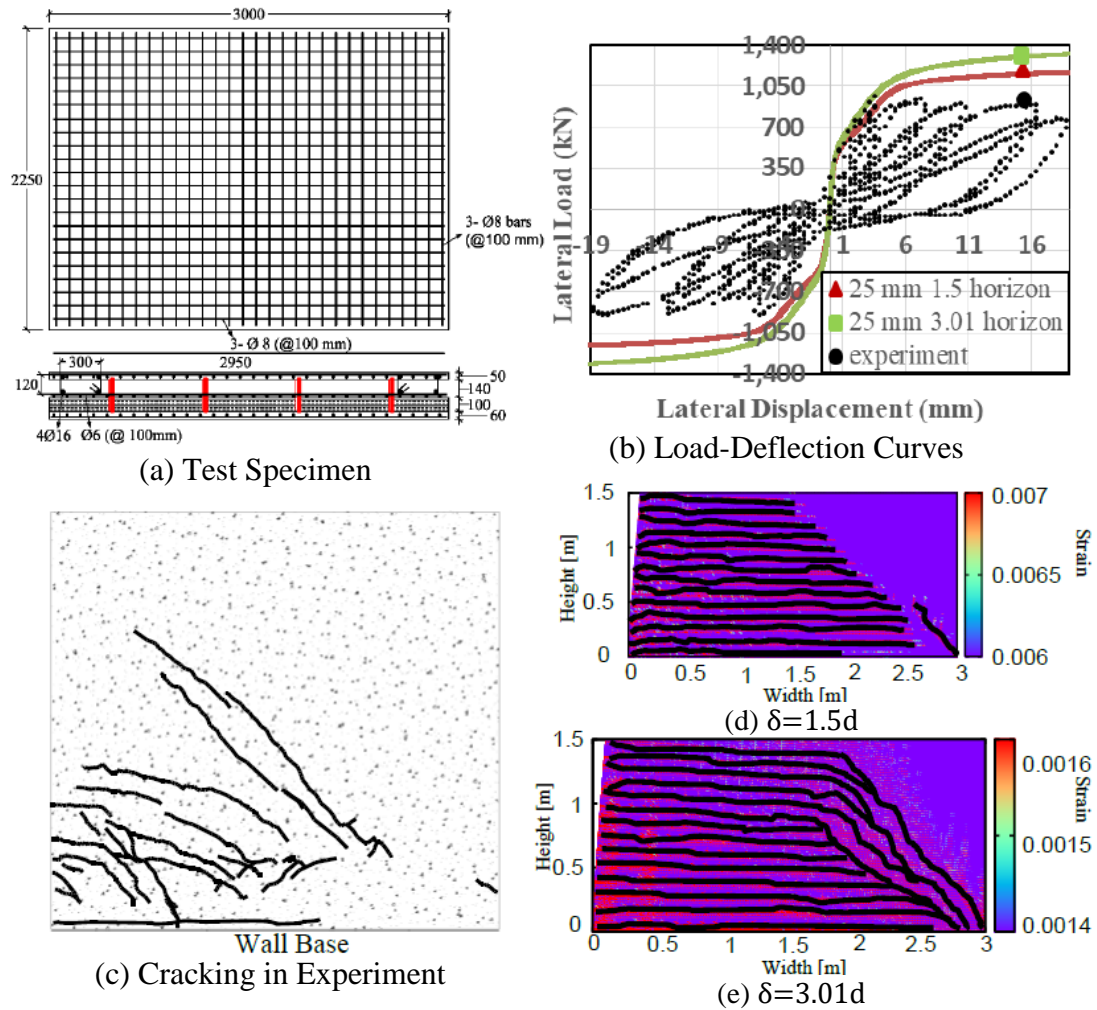 3000
2250
3- Ø8 bars
(@100 mm)
3- Ø 8 (@100 mm)
300
2950
120
50
140
100
60
4Ø16
Ø6 (@ 100mm)
(a) Test Specimen
Lateral Load (kN)
1,400
1,050
700
350
0
-700
1,050
-1,400
-19
1
6
11
16
25 mm 1.5 horizon
25 mm 3.01 horizon
experiment
Lateral Displacement (mm)
(b) Load-Deflection Curves
Wall Base
(c) Cracking in Experiment
Height [m]
1.5
1
0.5
0
0 0.5 1 1.5 2 2.5 3
Width [m]
0.007
0.0065
0.006
Strain
(d) δ=1.5d
Height [m]
1.5
1
0.5
0
0 0.5 1 1.5 2 2.5 3
Width [m]
0.0016
0.0015
0.0014
Strain
(e) δ=3.01d